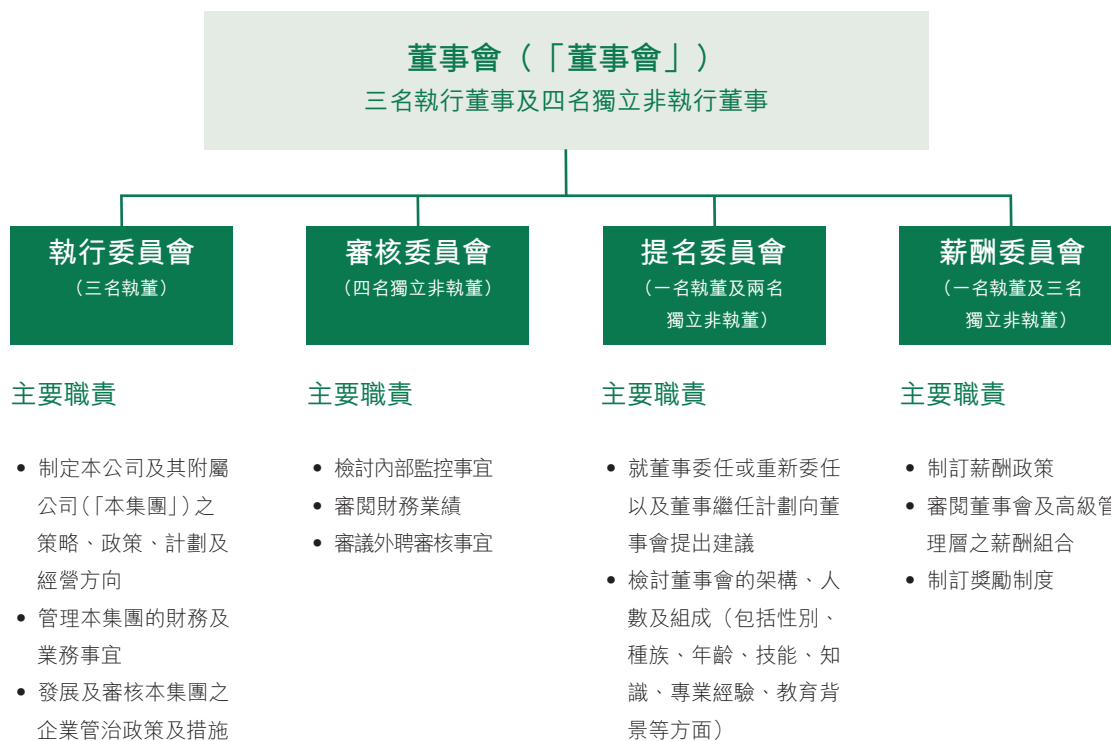 董事會（「董事會」）
三名執行董事及四名獨立非執行董事
執行委員會
（三名執董）
主要職責
• 制定本公司及其附屬
公司（「本集團」）之
策略、政策、計劃及
經營方向
• 管理本集團的財務及
業務事宜
• 發展及審核本集團之
企業管治政策及措施
審核委員會
（四名獨立非執董）
主要職責
• 檢討內部監控事宜
• 審閱財務業績
• 審議外聘審核事宜
提名委員會
（一名執董及兩名
獨立非執董）
主要職責
• 就董事委任或重新委任
以及董事繼任計劃向董
事會提出建議
• 檢討董事會的架構、人
數及組成（包括性別、
種族、年齡、技能、知
識、專業經驗、教育背
景等方面）
薪酬委員會
（一名執董及三名
獨立非執董）
主要職責
• 制訂薪酬政策
• 審閱董事會及高級管
理層之薪酬組合
• 制訂獎勵制度